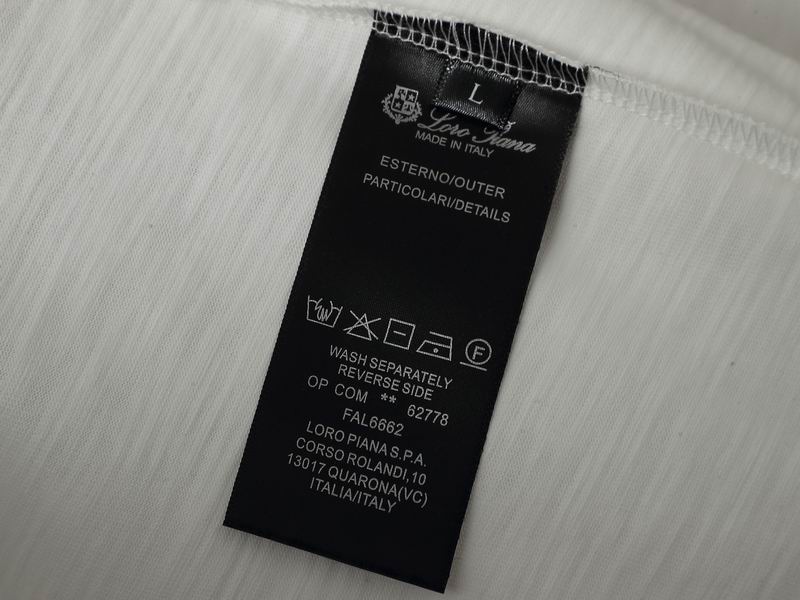 L
Loro Piana
MADE IN ITALY
ESTERNO/OUTER
PARTICOLARI/DETAILS
F
WASH SEPARATELY
REVERSE SIDE
OP COM ** 62778
FAL6662
LORO PIANA S.P.A.
CORSO ROLANDI,10
13017 QUARONA(VC)
ITALIA/ITALY